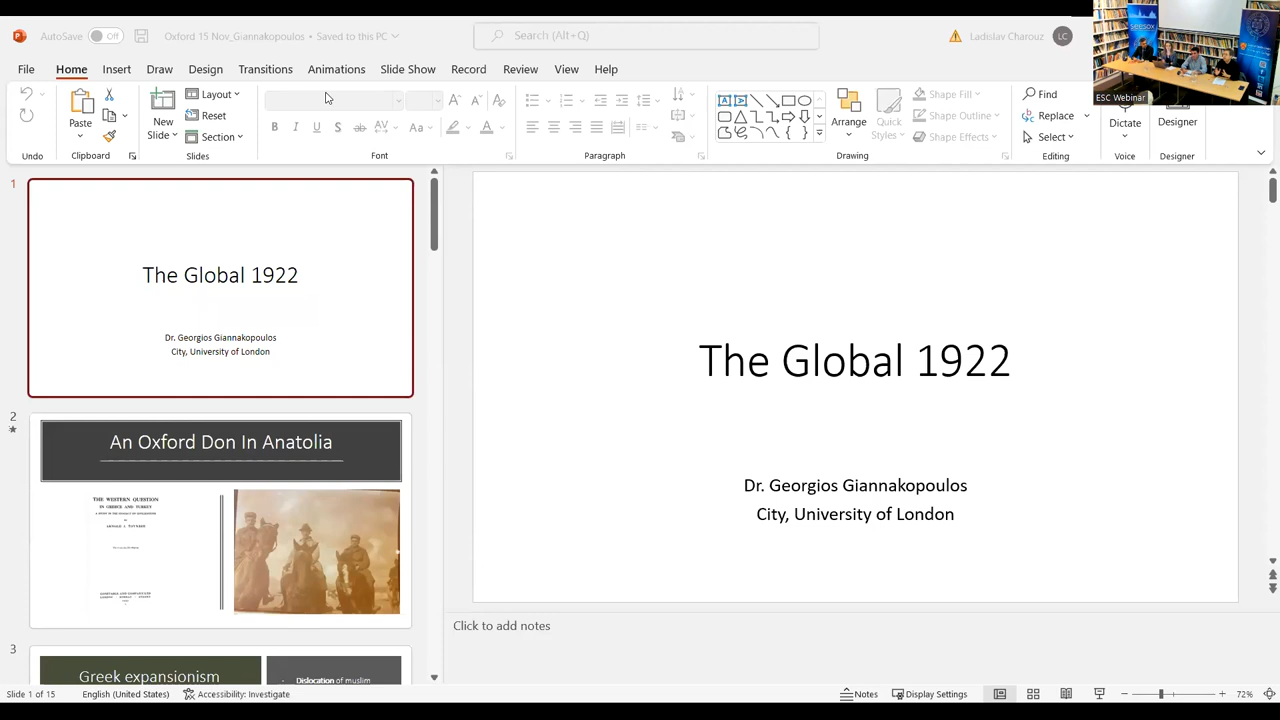 AutoSave
Off
Oxford 15 Nov_Giannakopoulos • Saved to this PC
Search (Alt+Q)
Ladislav Charouz
LC
seesox
ESC Webinar
File
Home
Insert
Draw
Design
Transitions
Animations
Slide Show
Record
Review
View
Help
Paste
New
Slide
Layout
Reset
Section
B
I
U
S
ab
AV
Aa
Arrange
Quick
Styles
Shape Fill
Shape Outline
Shape Effects
Find
Replace
Select
Dictate
Designer
Undo
Clipboard
Slides
Font
Paragraph
Drawing
Editing
Voice
Designer
1
The Global 1922
Dr. Georgios Giannakopoulos
City, University of London
2
An Oxford Don In Anatolia
THE WESTERN QUESTION
IN GREECE AND TURKEY
3
Greek expansionism
Dislocation of muslim
The Global 1922
Dr. Georgios Giannakopoulos
City, University of London
Click to add notes
Slide 1 of 15
English (United States)
Accessibility: Investigate
Notes
Display Settings
72%